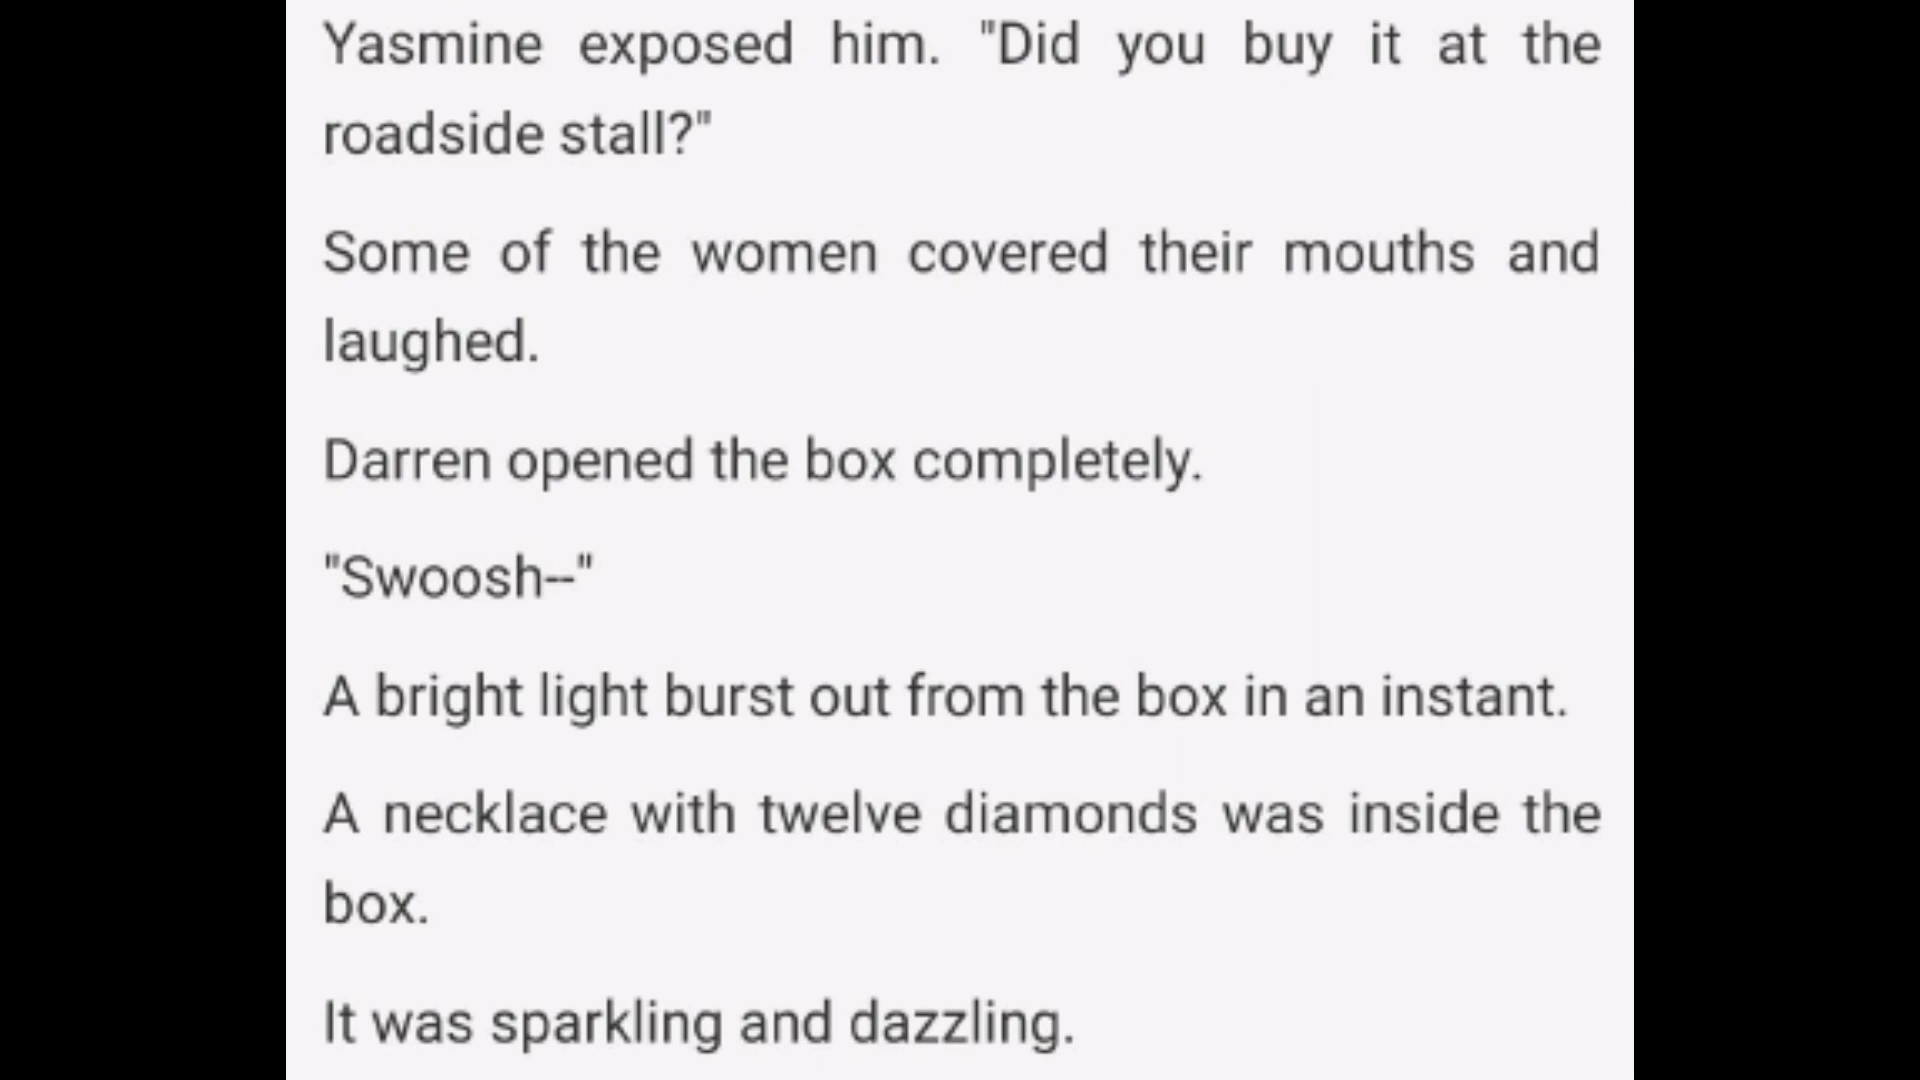 Yasmine exposed him. "Did you buy it at the
roadside stall?"
Some of the women covered their mouths and
laughed.
Darren opened the box completely.
"Swoosh--"
A bright light burst out from the box in an instant.
A necklace with twelve diamonds was inside the
box.
It was sparkling and dazzling.